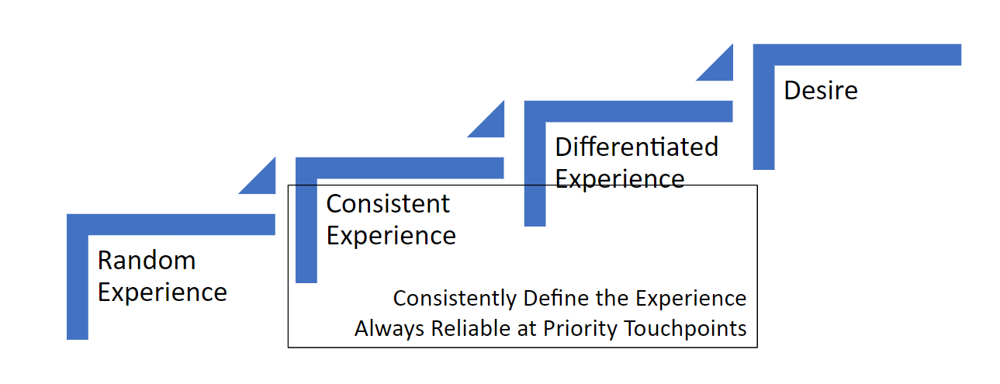 Random
Experience
Consistent
Experience
Differentiated
Experience
Desire
Consistently Define the Experience
Always Reliable at Priority Touchpoints